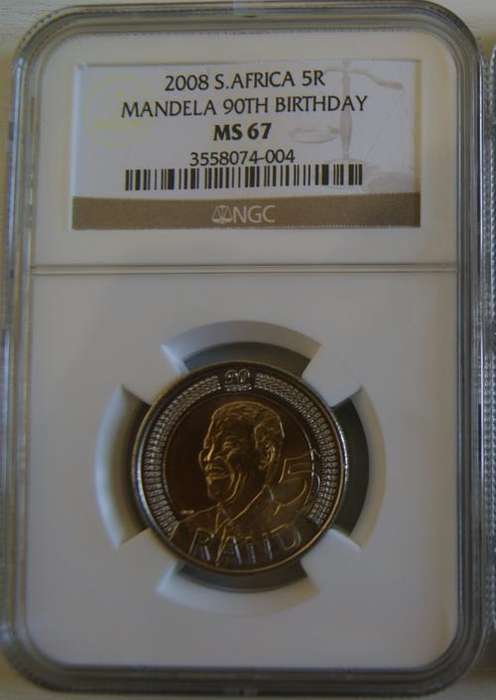 2008 S.AFRICA 5R
MANDELA 90TH BIRTHDAY
MS 67
3558074-004
NGC
90
5
RAND